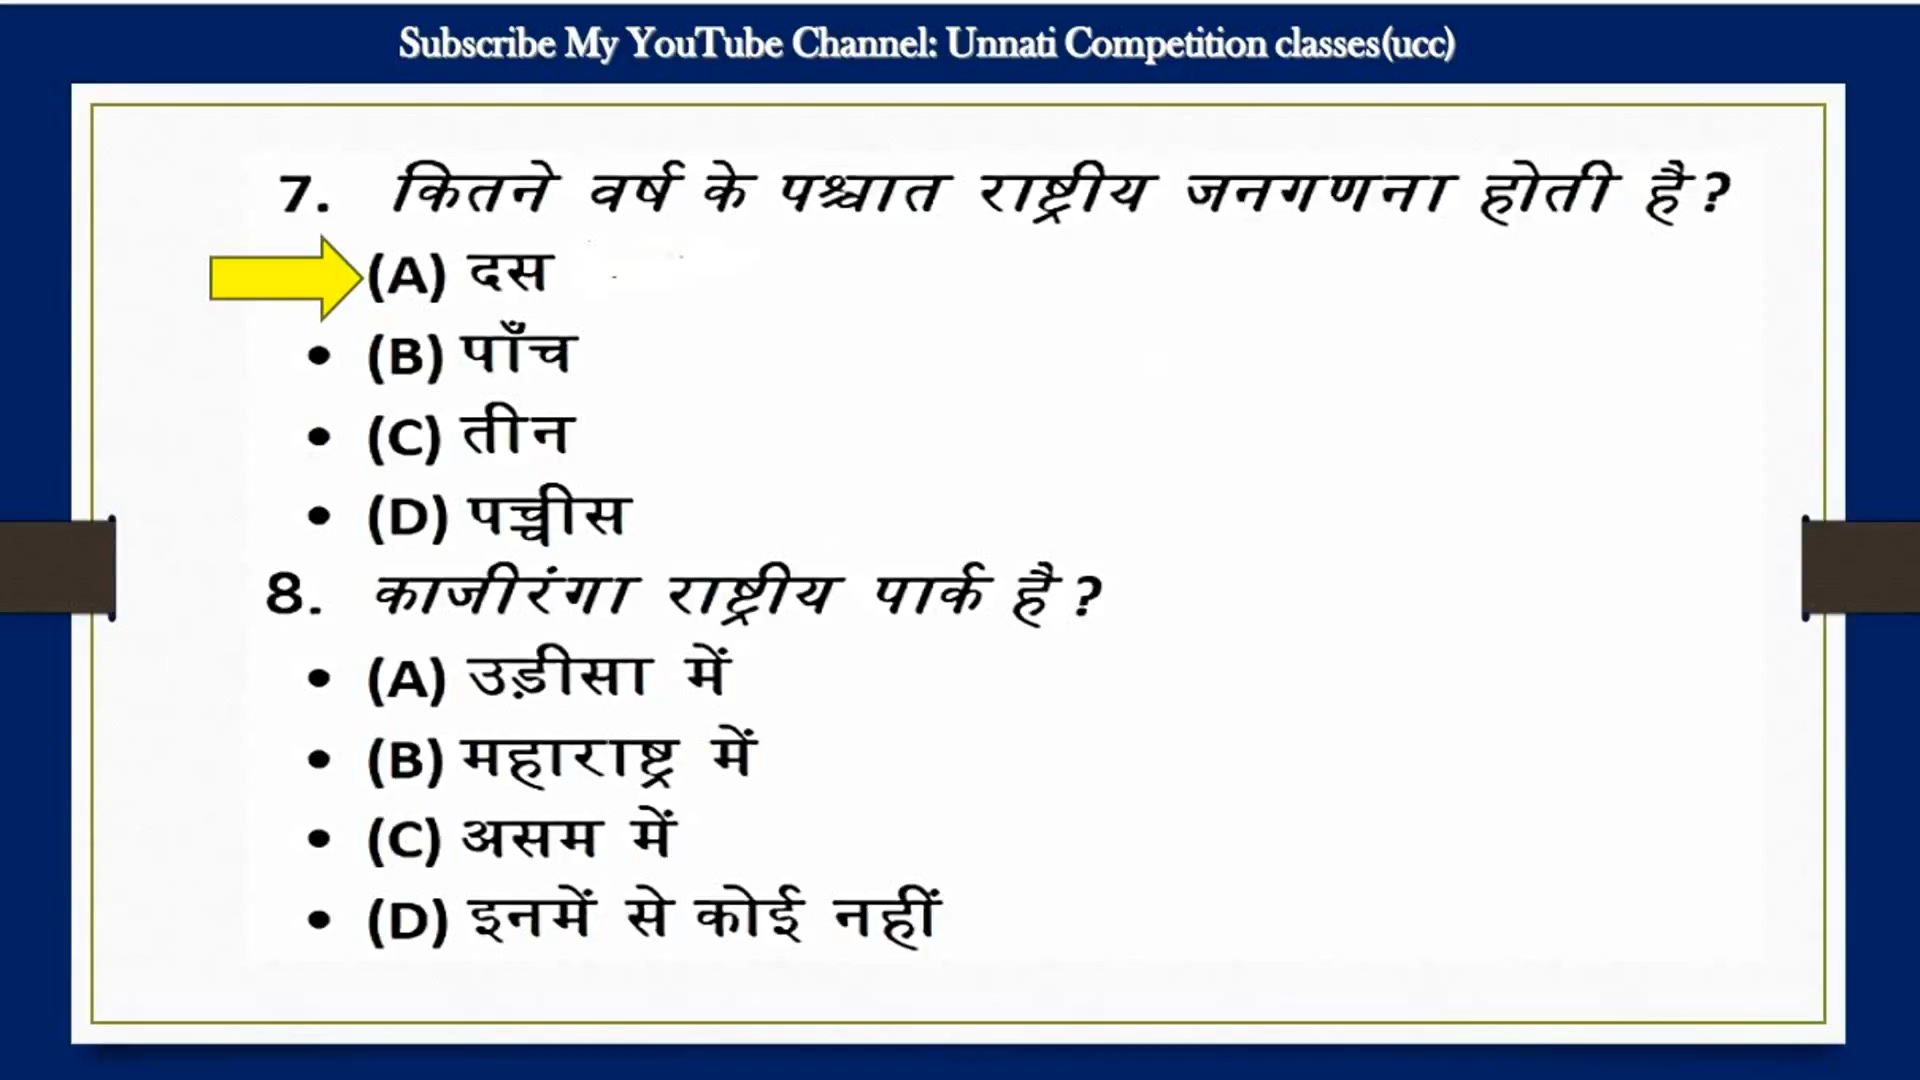 Subscribe My YouTube Channel: Unnati Competition classes(ucc)
7. कितने वर्ष के पश्चात राष्ट्रीय जनगणना होती है?
(A) दस
• (B) पाँच
• (C) तीन
• (D) पच्चीस
8. काजीरंगा राष्ट्रीय पार्क है?
• (A) उड़ीसा में
• (B) महाराष्ट्र में
• (C) असम में
• (D) इनमें से कोई नहीं